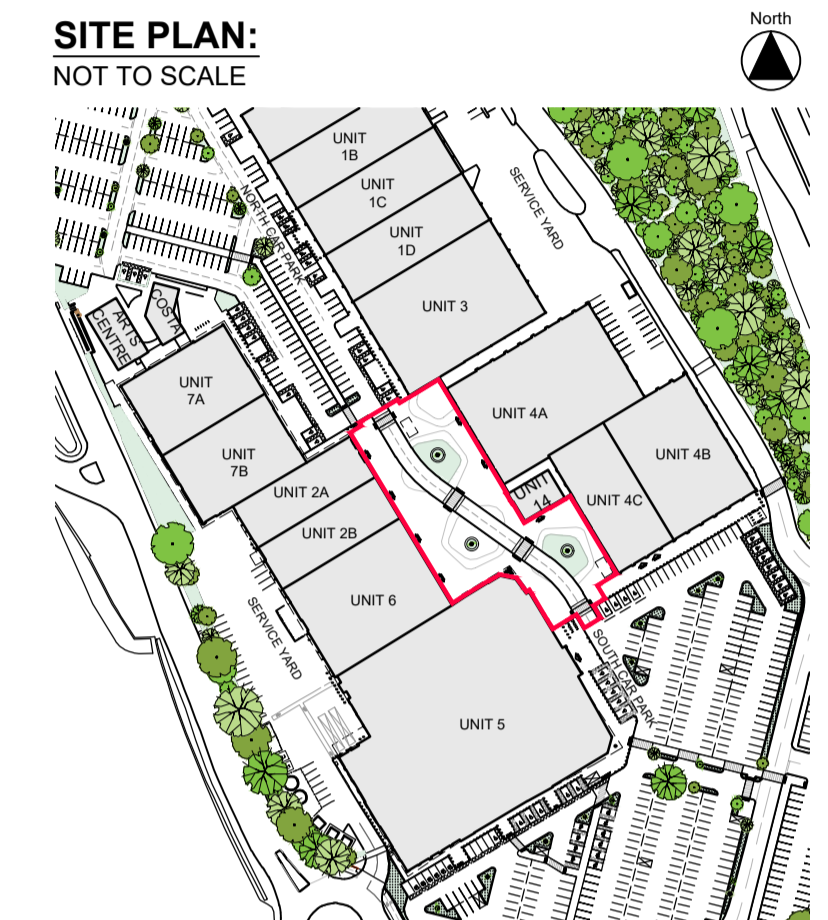 SITE PLAN:
NOT TO SCALE
North
UNIT
1B
UNIT
1C
UNIT
1D
SERVICE YARD
NORTH CAR PARK
UNIT 3
COSTA
ARTS
CENTRE
UNIT
7A
UNIT 4A
UNIT
7B
UNIT 4B
UNIT 2A
UNIT
14
UNIT 4C
UNIT 2B
UNIT 6
SERVICE YARD
SOUTH CAR PARK
UNIT 5